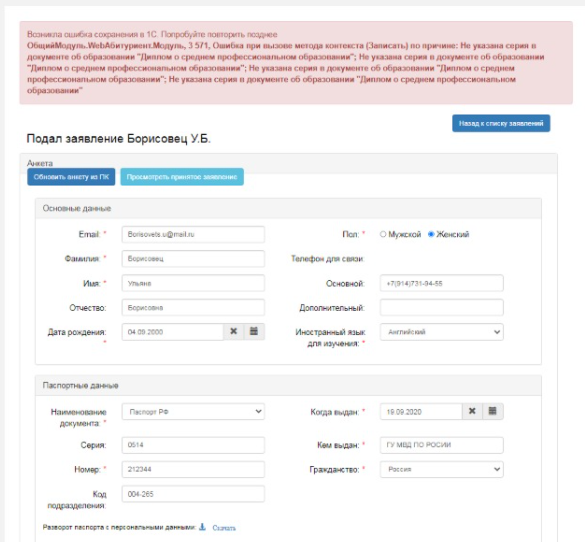 Возникла ошибка сохранения в 1С. Попробуйте повторить позднее
ОбщийМодуль.WebАбитуриент.Модуль, 3 571, Ошибка при вызове метода контекста (Записать) по причине: Не указана серия в
документе об образовании "Диплом о среднем профессиональном образовании"; Не указана серия в документе об образовании
"Диплом о среднем профессиональном образовании"; Не указана серия в документе об образовании "Диплом о среднем
профессиональном образовании"; Не указана серия в документе об образовании "Диплом о среднем профессиональном
образовании"
Назад к списку заявлений
Подал заявление Борисовец У.Б.
Анкета
Обновить анкету из ПК Просмотреть принятое заявление
Основные данные
Email: * Borisovets.u@mail.ru Пол: * Мужской Женский
Фамилия: * Борисовец Телефон для связи:
Имя: * Ульяна Основной: +7(914)731-94-55
Отчество: Борисовна Дополнительный:
Дата рождения: * 04.09.2000 Иностранный язык для изучения: * Английский
Паспортные данные
Наименование документа: * Паспорт РФ Когда выдан: * 19.09.2020
Серия: 0514 Кем выдан: * ГУ МВД ПО РОСИИ
Номер: * 212344 Гражданство: * Россия
Код подразделения: 004-265
Разворот паспорта с персональными данными: Скачать